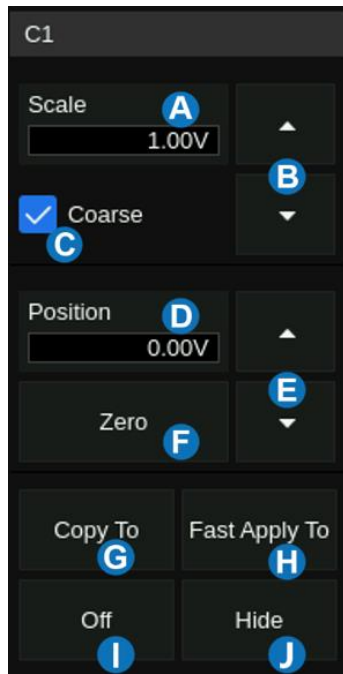 C1
Scale A
1.00V
B
Coarse
C
Position D
0.00V
E
Zero
F
Copy To Fast Apply To
G H
Off Hide
I J